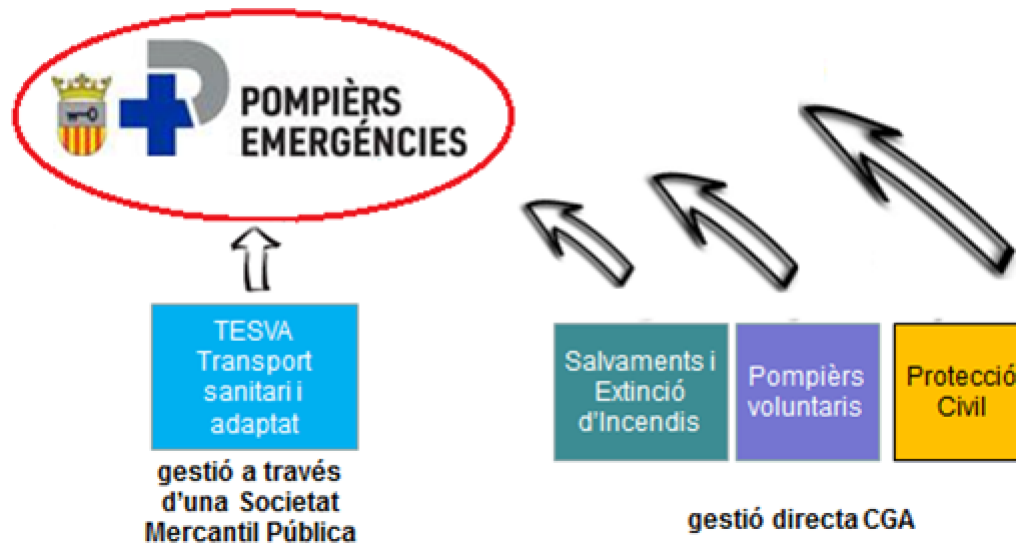 POMPIÈRS
EMERGÉNCIES
TESVA
Transport
sanitari i
adaptat
gestió a través
d'una Societat
Mercantil Pública
Salvaments i
Extinció
d'Incendis
Pompièrs
voluntaris
Protecció
Civil
gestió directa CGA